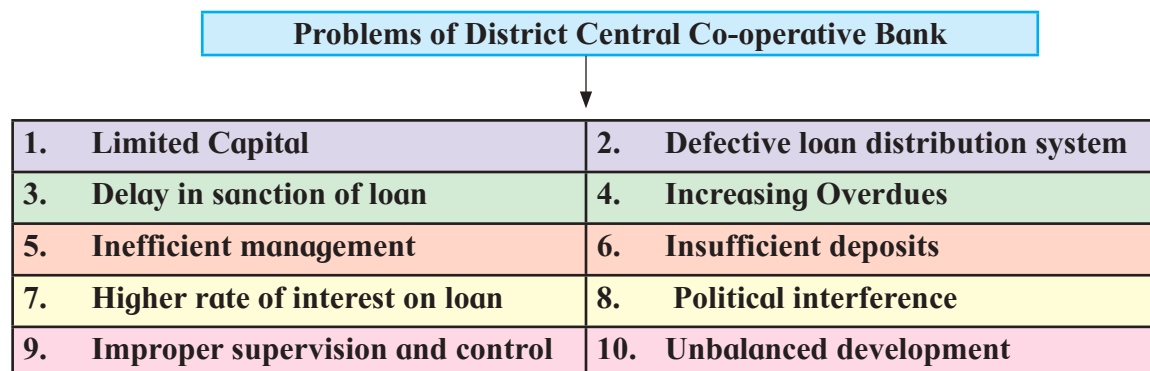 Problems of District Central Co-operative Bank
1. Limited Capital 2. Defective loan distribution system
3. Delay in sanction of loan 4. Increasing Overdues
5. Inefficient management 6. Insufficient deposits
7. Higher rate of interest on loan 8. Political interference
9. Improper supervision and control 10. Unbalanced development